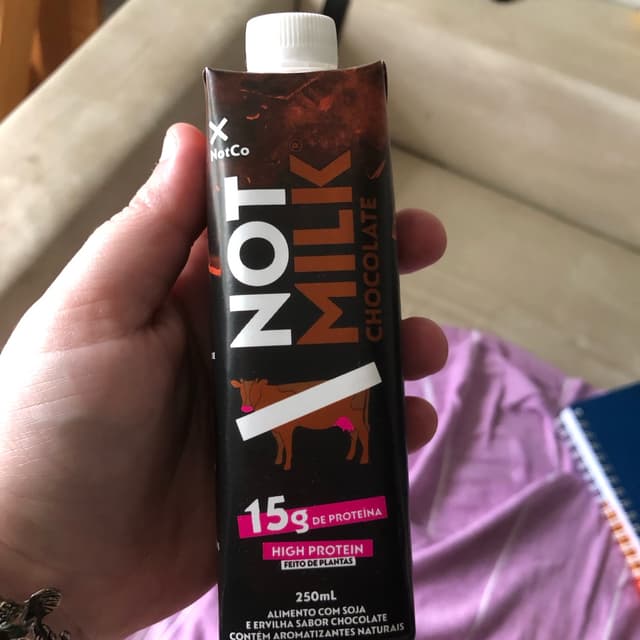 NotCo
NOT
MILK®
CHOCOLATE
15g DE PROTEÍNA
HIGH PROTEIN
FEITO DE PLANTAS
250mL
ALIMENTO COM SOJA
E ERVILHA SABOR CHOCOLATE
CONTÉM AROMATIZANTES NATURAIS